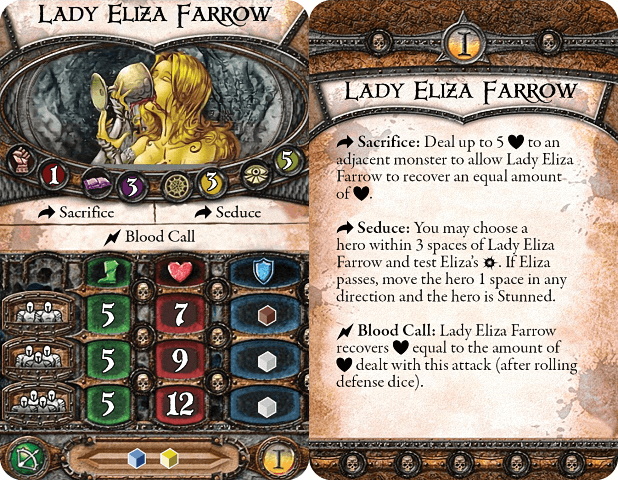 LADY ELIZA FARROW
1
3
3
5
Sacrifice
Seduce
Blood Call
5 7
5 9
5 12
I
I
LADY ELIZA FARROW
Sacrifice: Deal up to 5 to an
adjacent monster to allow Lady Eliza
Farrow to recover an equal amount
of .
Seduce: You may choose a
hero within 3 spaces of Lady Eliza
Farrow and test Eliza's . If Eliza
passes, move the hero 1 space in any
direction and the hero is Stunned.
Blood Call: Lady Eliza Farrow
recovers equal to the amount of
dealt with this attack (after rolling
defense dice).